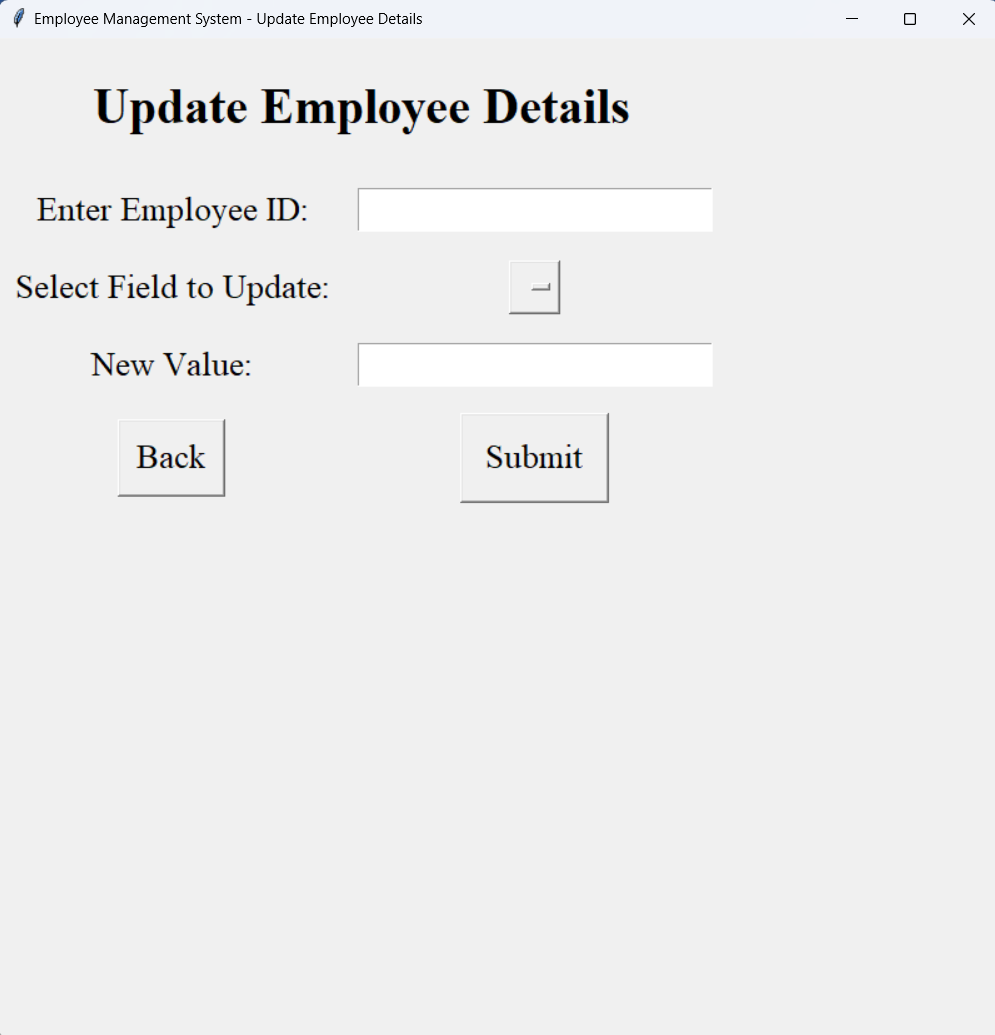 Employee Management System - Update Employee Details
Update Employee Details
Enter Employee ID:
Select Field to Update:
New Value:
Back
Submit